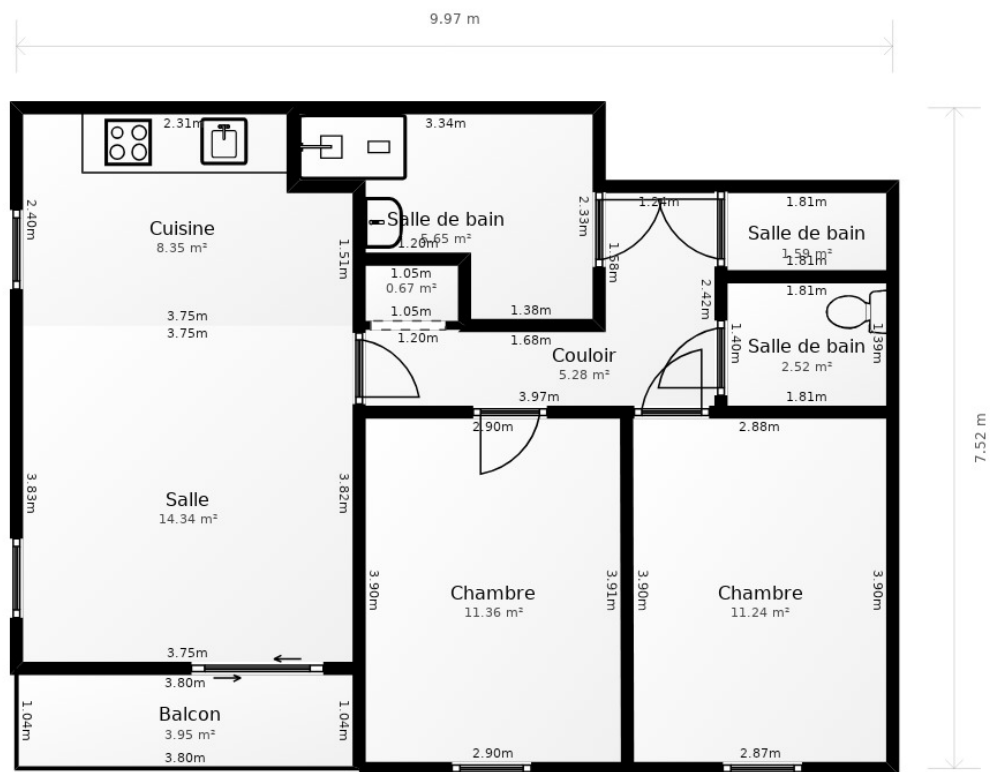 9.97 m
2.31m
3.34m
2.40m
Cuisine
8.35 m²
1.51m
Salle de bain
5.65 m²
1.20m
2.33m
1.24m
1.58m
1.81m
Salle de bain
1.59 m²
1.81m
1.05m
0.67 m²
1.05m
1.20m
1.38m
1.68m
2.42m
1.81m
1.40m
Salle de bain
2.52 m²
1.39m
1.81m
3.75m
3.75m
Couloir
5.28 m²
3.97m
7.52 m
2.90m
2.88m
3.83m
Salle
14.34 m²
3.82m
3.90m
Chambre
11.36 m²
3.91m
3.90m
Chambre
11.24 m²
3.90m
3.75m
3.80m
1.04m
Balcon
3.95 m²
1.04m
3.80m
2.90m
2.87m